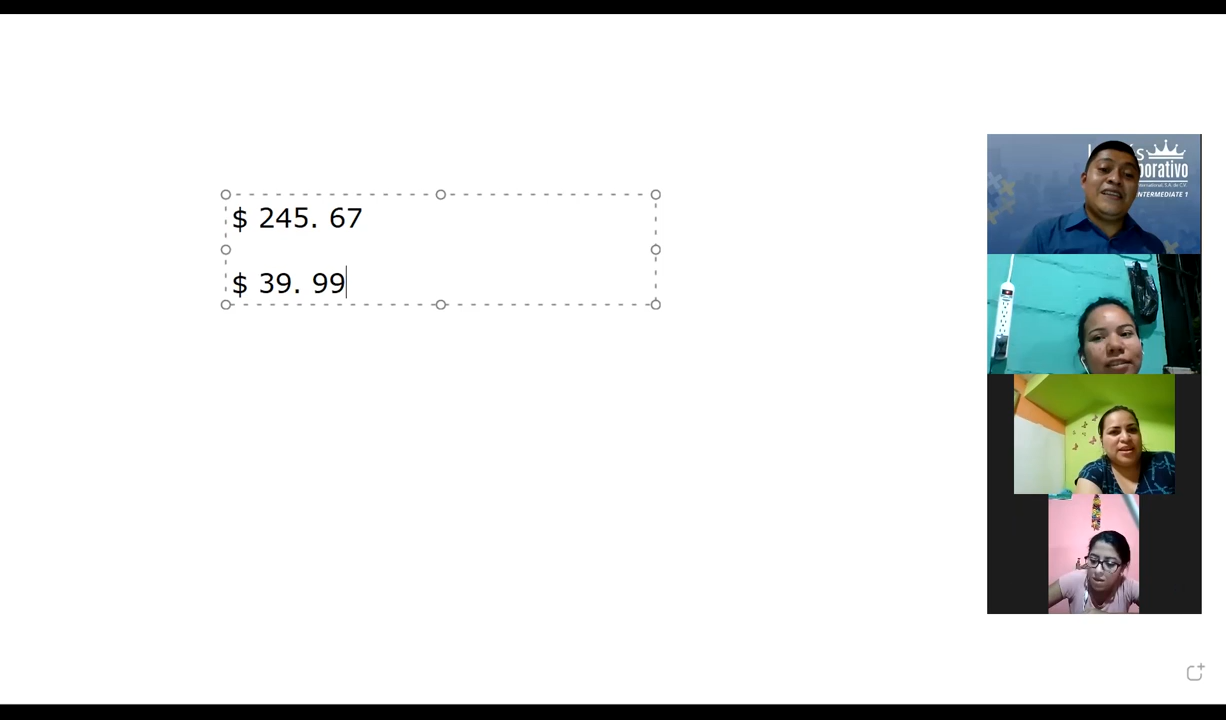 $ 245. 67
$ 39. 99
INTERMEDIATE 1